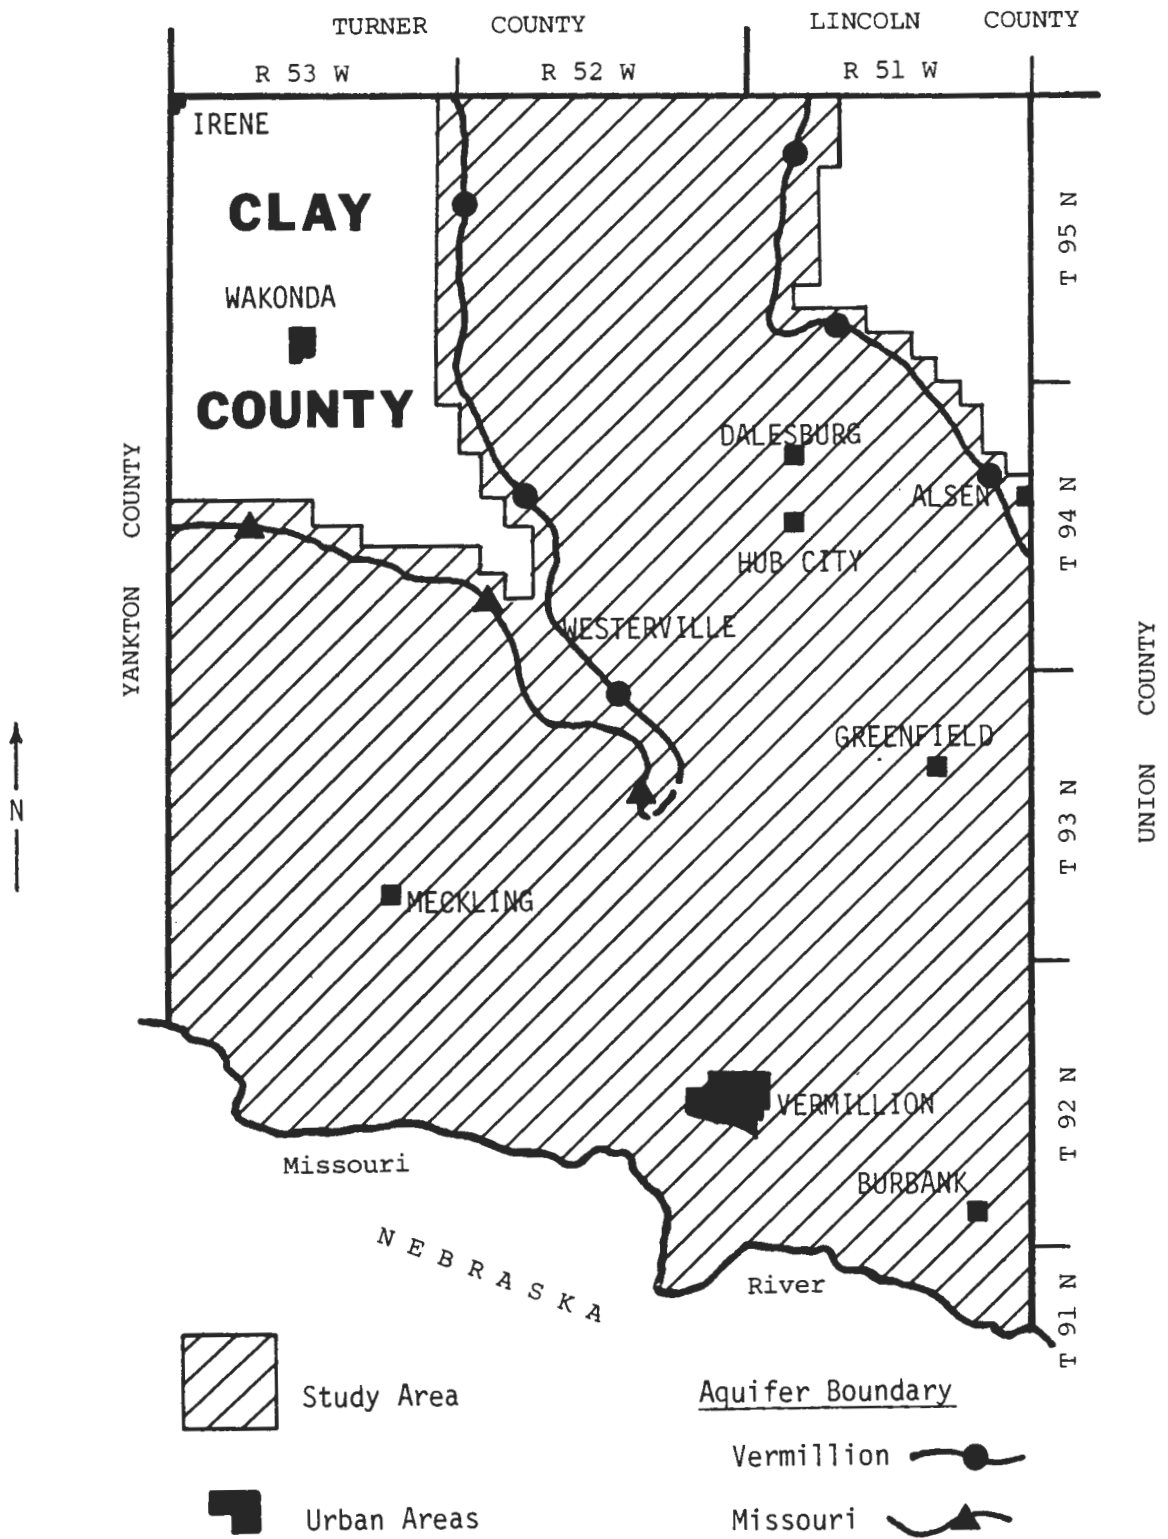 TURNER COUNTY LINCOLN COUNTY
R 53 W R 52 W R 51 W
IRENE
CLAY
T 95 N
WAKONDA
COUNTY
DALESBURG
YANKTON COUNTY
ALSEN
T 94 N
HUB CITY
WESTERVILLE
UNION COUNTY
GREENFIELD
N
T 93 N
MECKLING
T 92 N
VERMILLION
Missouri
BURBANK
NEBRASKA
River
T 91 N
Study Area
Aquifer Boundary
Vermillion
Urban Areas
Missouri